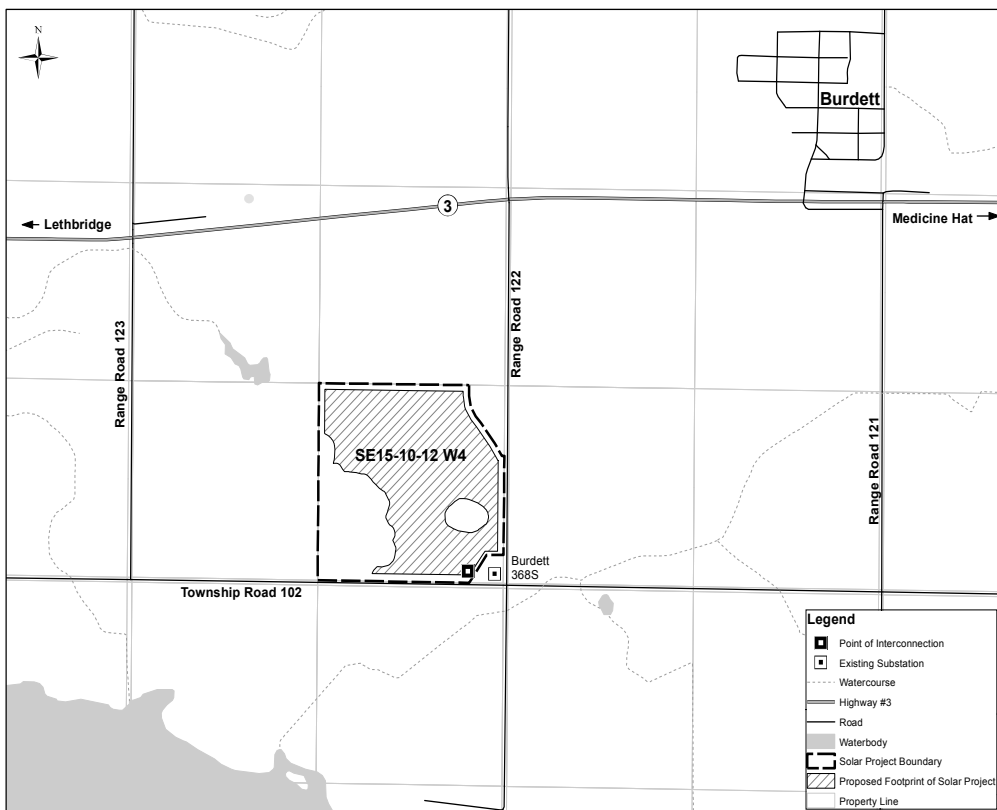 N
Burdett
3
← Lethbridge
Medicine Hat →
Range Road 123
Range Road 122
Range Road 121
SE15-10-12 W4
Burdett
368S
Township Road 102
Legend
Point of Interconnection
Existing Substation
Watercourse
Highway #3
Road
Waterbody
Solar Project Boundary
Proposed Footprint of Solar Project
Property Line